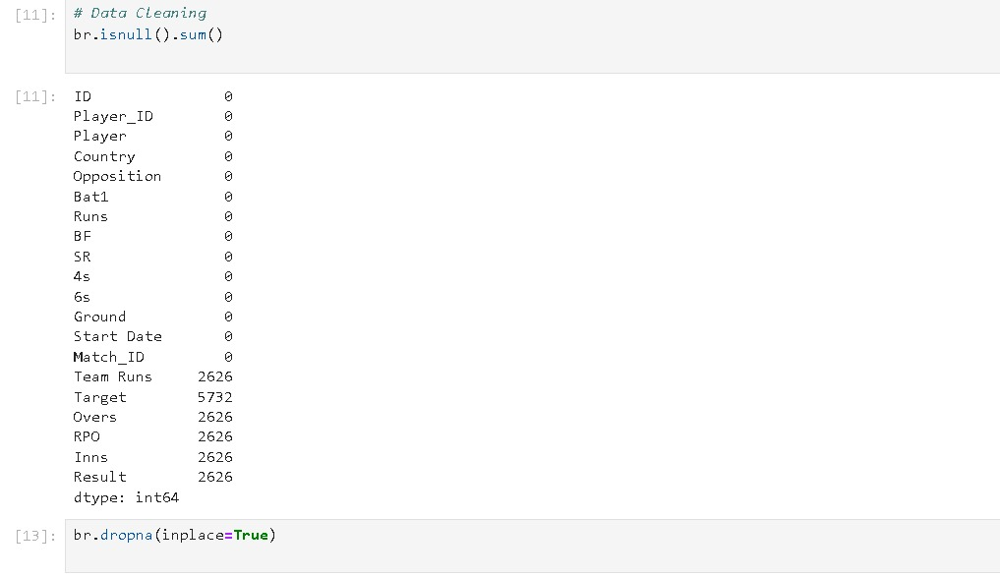 [11]: # Data Cleaning
br.isnull().sum()
[11]: ID 0
Player_ID 0
Player 0
Country 0
Opposition 0
Bat1 0
Runs 0
BF 0
SR 0
4s 0
6s 0
Ground 0
Start Date 0
Match_ID 0
Team Runs 2626
Target 5732
Overs 2626
RPO 2626
Inns 2626
Result 2626
dtype: int64
[13]: br.dropna(inplace=True)